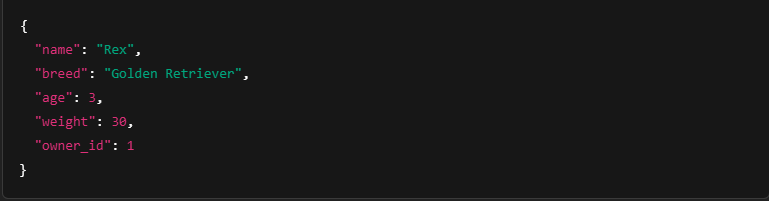 {
"name": "Rex",
"breed": "Golden Retriever",
"age": 3,
"weight": 30,
"owner_id": 1
}